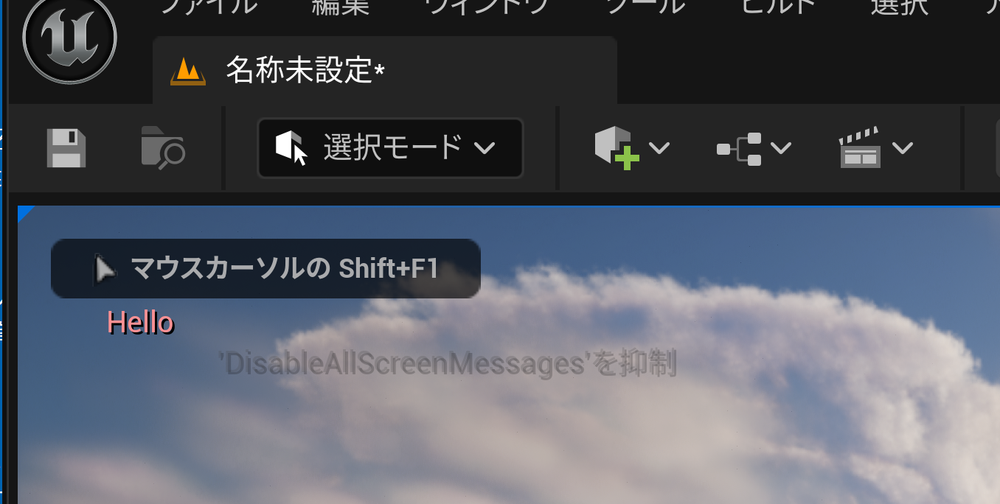 ファイル 編集 ウィンドウ ツール ビルド 選択
名称未設定*
選択モード
マウスカーソルの Shift+F1
Hello
'DisableAllScreenMessages'を抑制